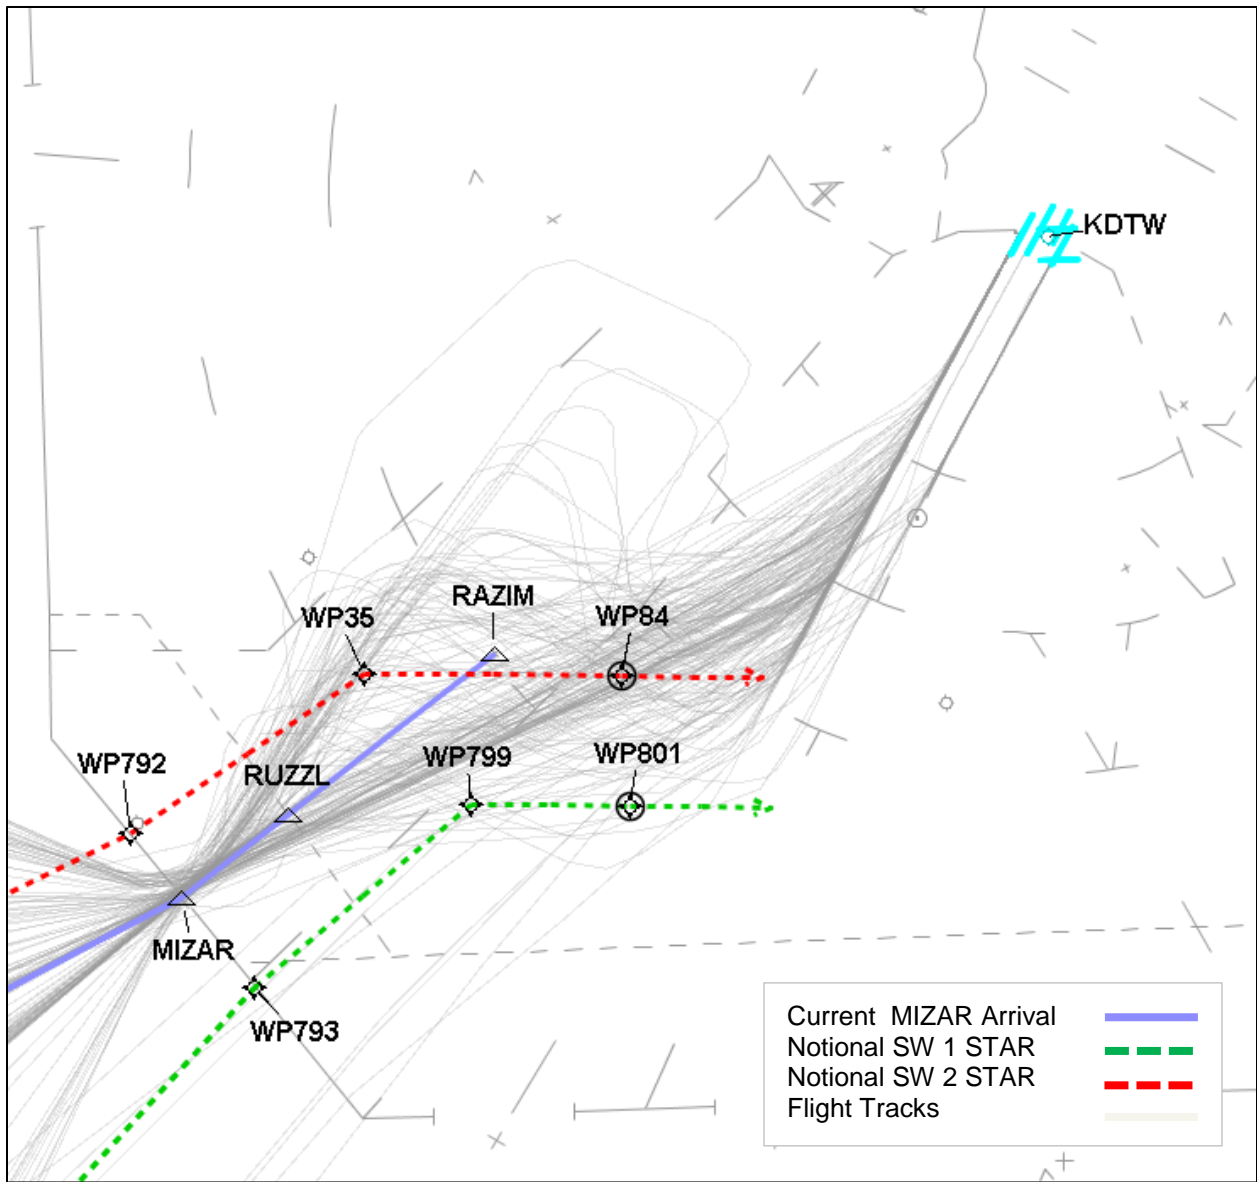 KDTW
RAZIM
WP35
WP84
WP799
WP801
WP792
RUZZL
MIZAR
WP793
Current MIZAR Arrival
Notional SW 1 STAR
Notional SW 2 STAR
Flight Tracks